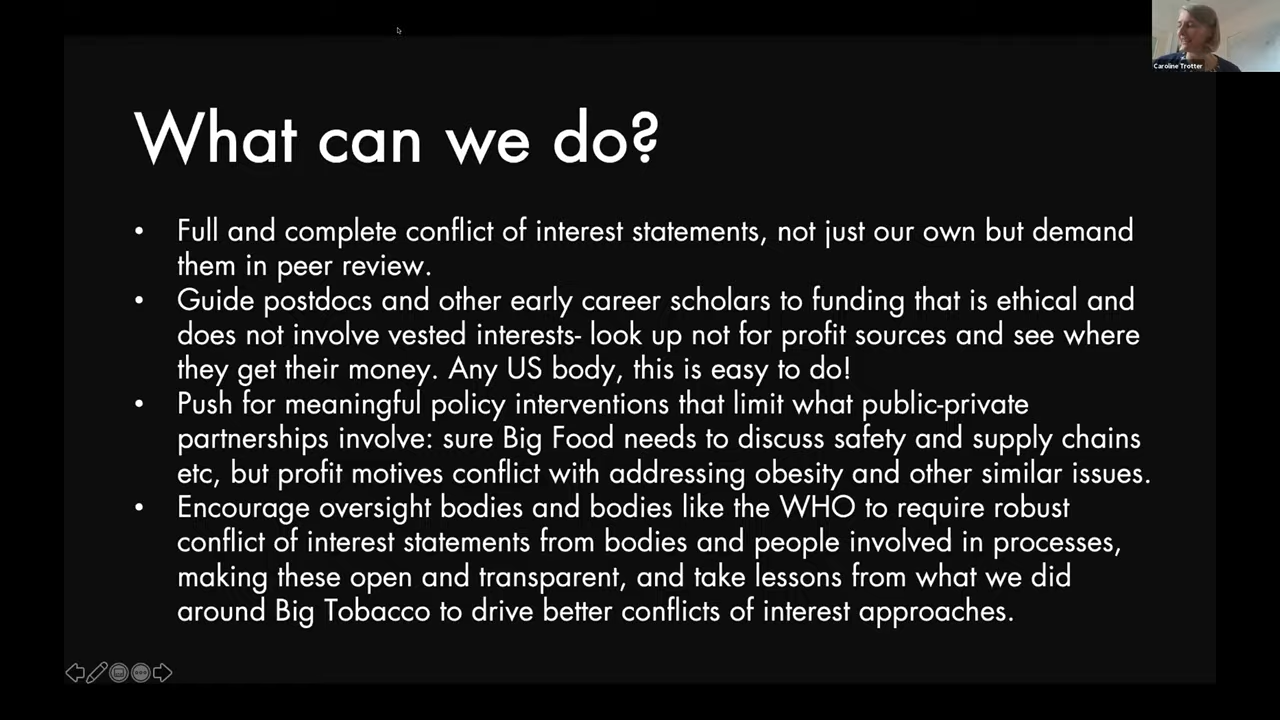 Caroline Trotter
What can we do?
• Full and complete conflict of interest statements, not just our own but demand
them in peer review.
• Guide postdocs and other early career scholars to funding that is ethical and
does not involve vested interests- look up not for profit sources and see where
they get their money. Any US body, this is easy to do!
• Push for meaningful policy interventions that limit what public-private
partnerships involve: sure Big Food needs to discuss safety and supply chains
etc, but profit motives conflict with addressing obesity and other similar issues.
• Encourage oversight bodies and bodies like the WHO to require robust
conflict of interest statements from bodies and people involved in processes,
making these open and transparent, and take lessons from what we did
around Big Tobacco to drive better conflicts of interest approaches.